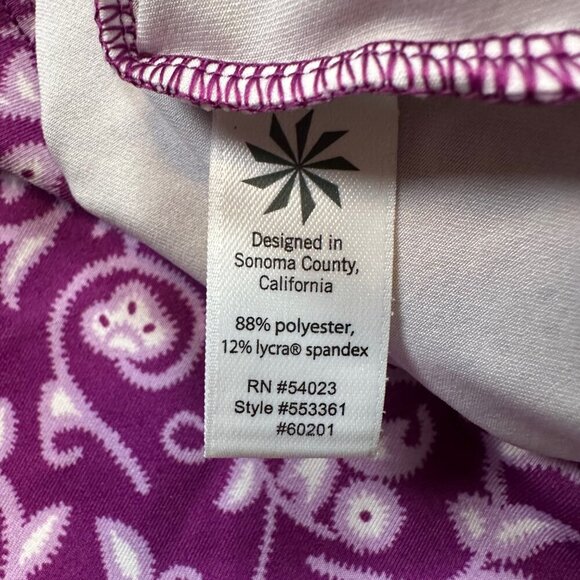 Designed in
Sonoma County,
California
88% polyester,
12% lycra® spandex
RN #54023
Style #553361
#60201